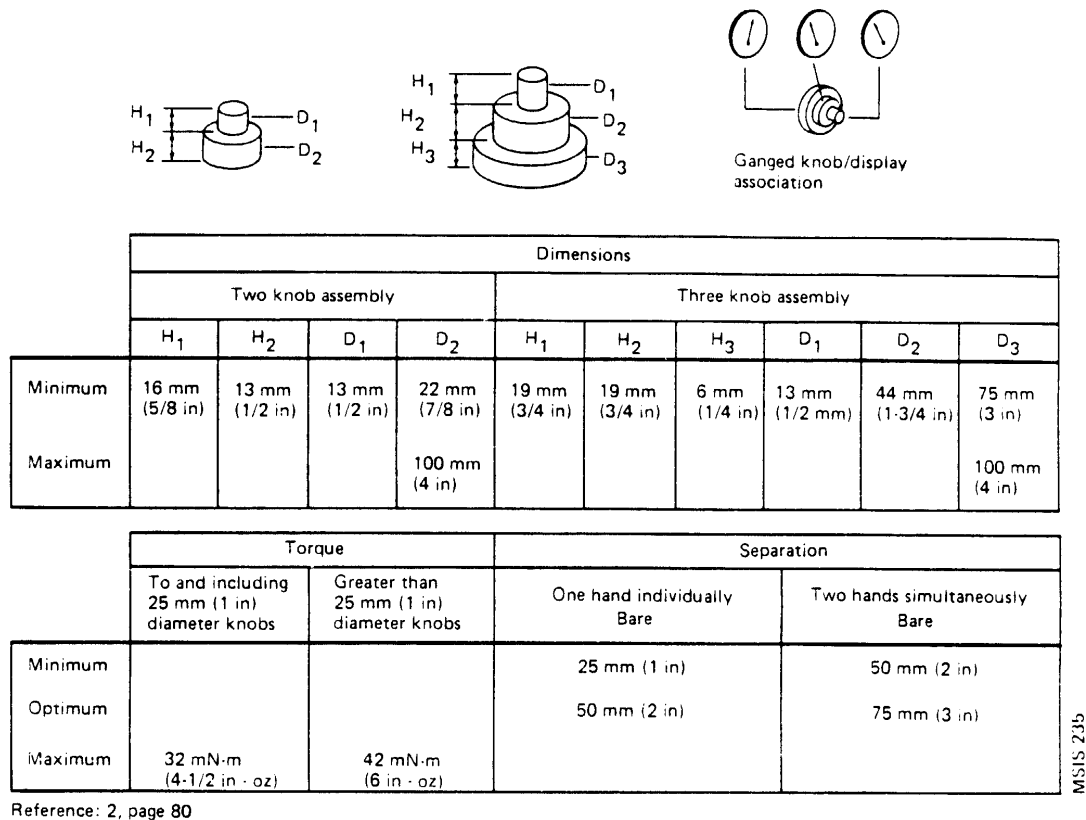 H1
H2
D1
D2
H1
H2
H3
D1
D2
D3
Ganged knob/display
association
Dimensions
Two knob assembly
Three knob assembly
H1 H2 D1 D2 H1 H2 H3 D1 D2 D3
Minimum 16 mm 13 mm 13 mm 22 mm 19 mm 19 mm 6 mm 13 mm 44 mm 75 mm
(5/8 in) (1/2 in) (1/2 in) (7/8 in) (3/4 in) (3/4 in) (1/4 in) (1/2 mm) (1-3/4 in) (3 in)
Maximum 100 mm 100 mm
(4 in) (4 in)
Torque Separation
To and including Greater than
25 mm (1 in) 25 mm (1 in)
diameter knobs diameter knobs
One hand individually Two hands simultaneously
Bare Bare
Minimum 25 mm (1 in) 50 mm (2 in)
Optimum 50 mm (2 in) 75 mm (3 in)
Maximum 32 mN·m 42 mN·m
(4-1/2 in · oz) (6 in · oz)
MSIS 235
Reference: 2, page 80